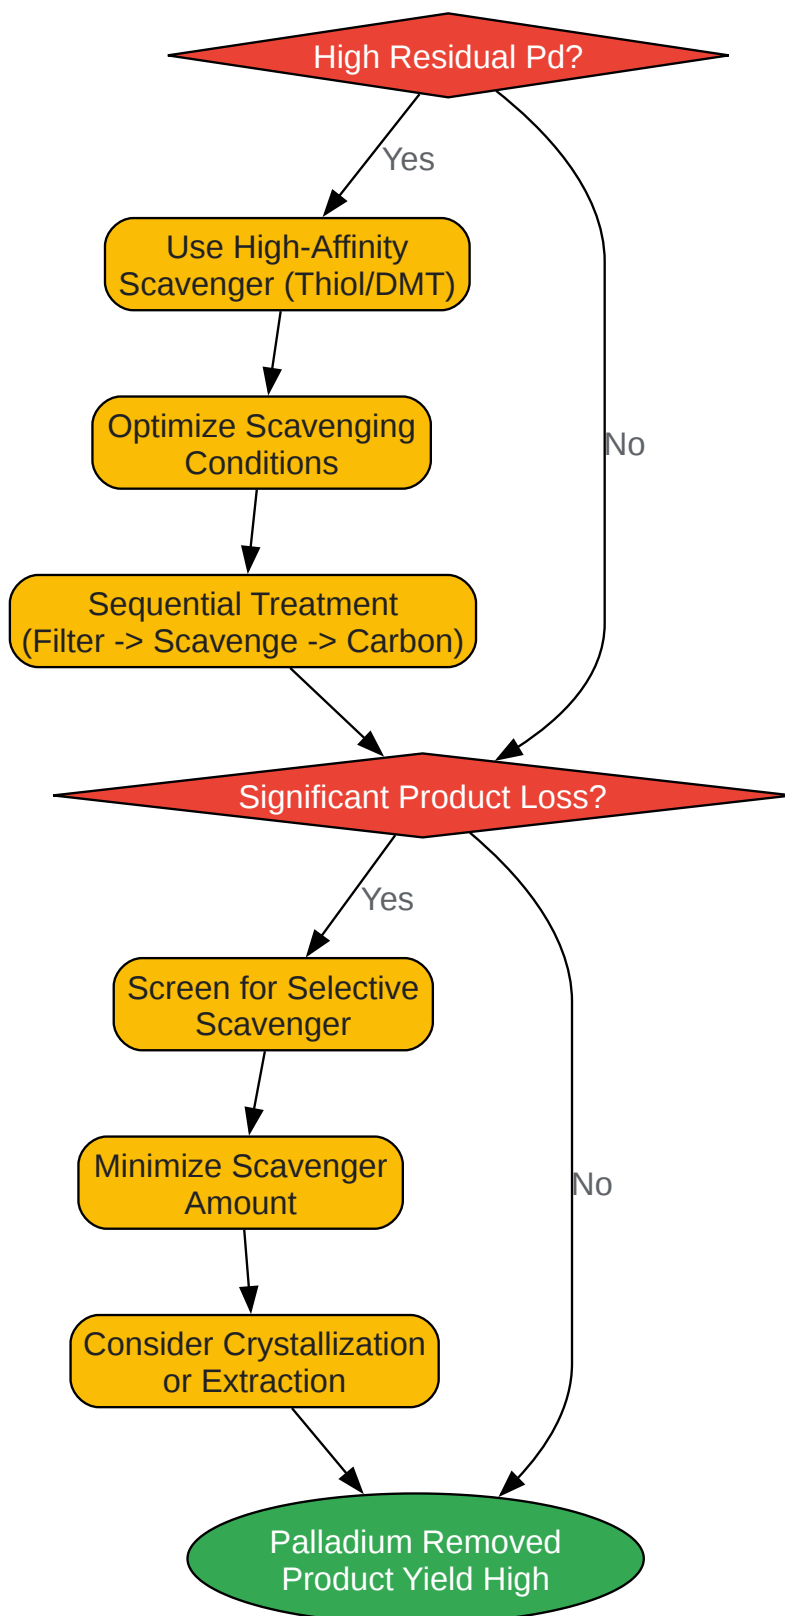 High Residual Pd?
Yes
Use High-Affinity
Scavenger (Thiol/DMT)
Optimize Scavenging
Conditions
No
Sequential Treatment
(Filter -> Scavenge -> Carbon)
Significant Product Loss?
Yes
Screen for Selective
Scavenger
Minimize Scavenger
Amount
No
Consider Crystallization
or Extraction
Palladium Removed
Product Yield High